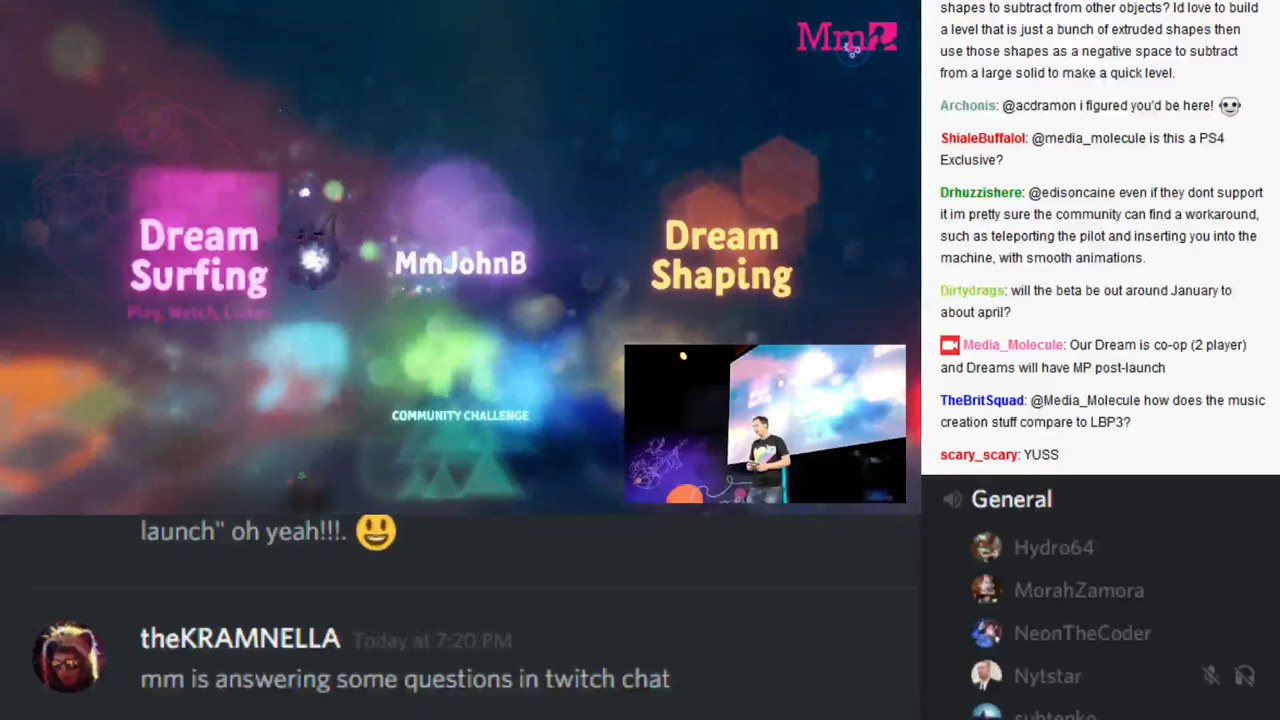 Mm
Dream
Surfing
Play, Watch, Listen
MmJohnB
Dream
Shaping
COMMUNITY CHALLENGE
shapes to subtract from other objects? Id love to build
a level that is just a bunch of extruded shapes then
use those shapes as a negative space to subtract
from a large solid to make a quick level.
Archonis: @acdramon i figured you'd be here!
ShialeBuffalol: @media_molecule is this a PS4
Exclusive?
Drhuzzishere: @edisoncaine even if they dont support
it im pretty sure the community can find a workaround,
such as teleporting the pilot and inserting you into the
machine, with smooth animations.
Dirtydrags: will the beta be out around January to
about april?
Media_Molecule: Our Dream is co-op (2 player)
and Dreams will have MP post-launch
TheBritSquad: @Media_Molecule how does the music
creation stuff compare to LBP3?
scary_scary: YUSS
launch" oh yeah!!!. 😃
theKRAMNELLA Today at 7:20 PM
mm is answering some questions in twitch chat
General
Hydro64
MorahZamora
NeonTheCoder
Nytstar